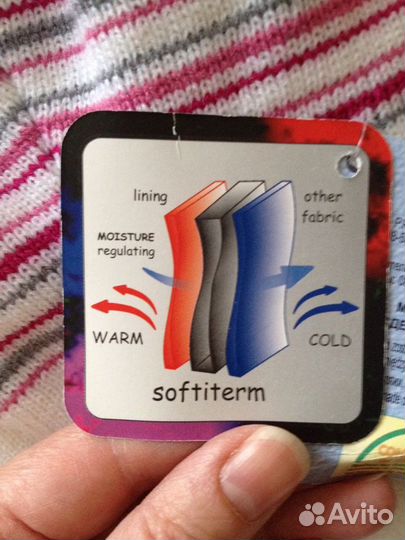 lining
other
fabric
MOISTURE
regulating
WARM
COLD
softiterm
Avito